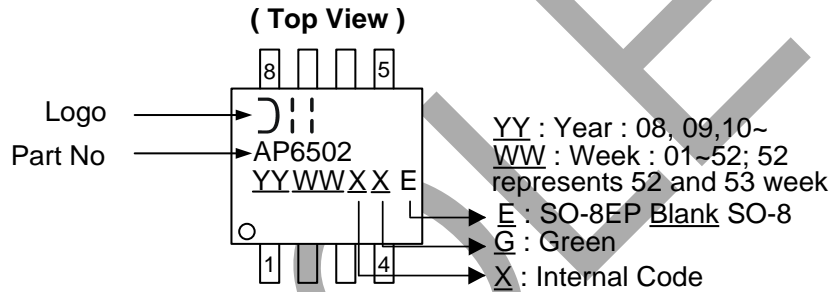 ( Top View )
8 5
Logo
Part No
AP6502
YY WW X X E
1 4
YY : Year : 08, 09,10~
WW : Week : 01~52; 52
represents 52 and 53 week
E : SO-8EP Blank SO-8
G : Green
X : Internal Code